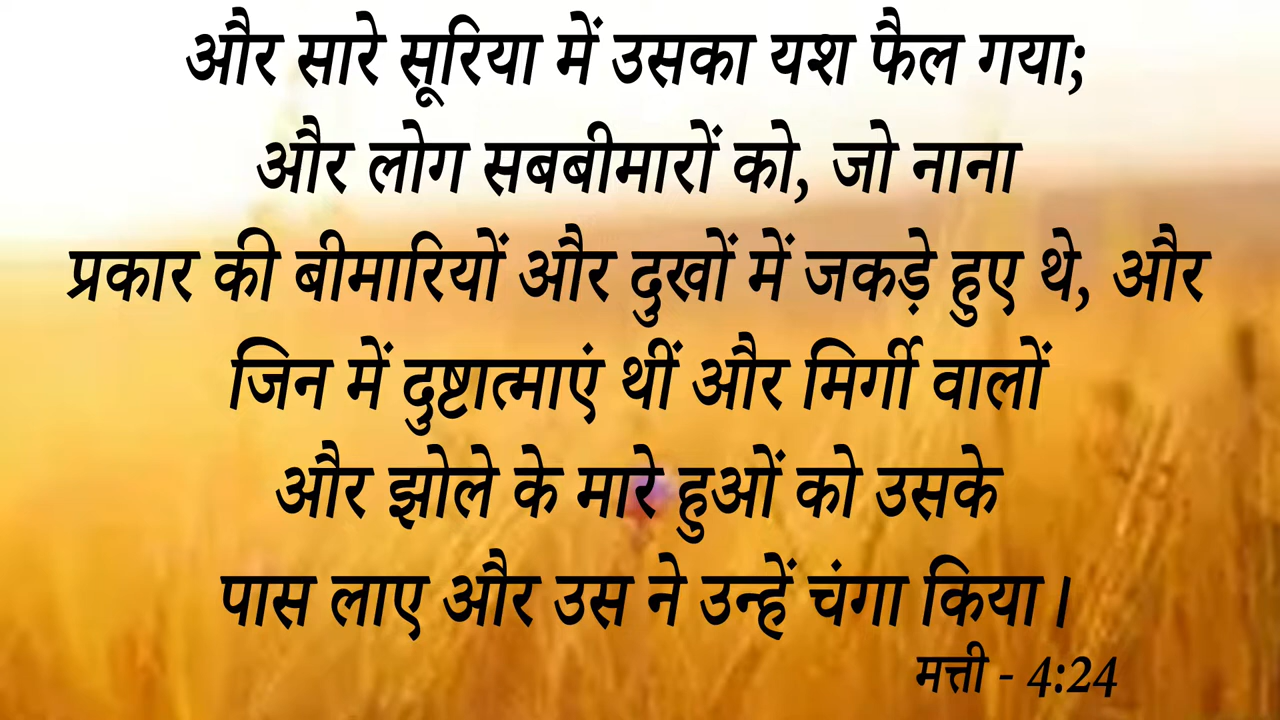 और सारे सूरिया में उसका यश फैल गया;
और लोग सबबीमारों को, जो नाना
प्रकार की बीमारियों और दुखों में जकड़े हुए थे, और
जिन में दुष्टात्माएं थीं और मिर्गी वालों
और झोले के मारे हुओं को उसके
पास लाए और उस ने उन्हें चंगा किया।
मत्ती - 4:24